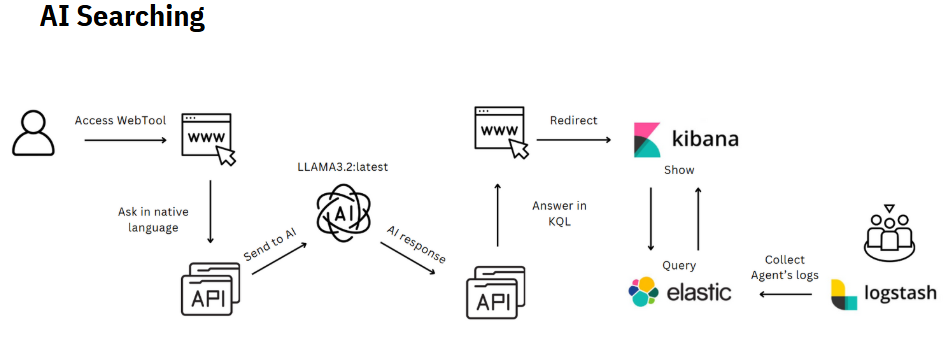 AI Searching
Access WebTool
WWW
Ask in native
language
API
Send to AI
LLAMA3.2:latest
AI
AI response
API
Answer in
KQL
WWW
Redirect
kibana
Show
Query
elastic
Collect
Agent's logs
logstash